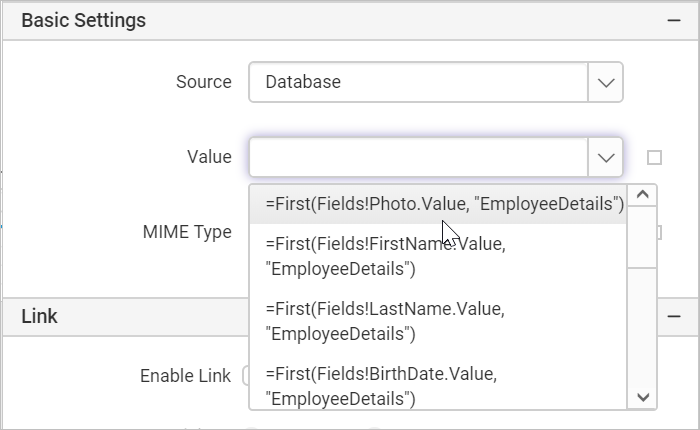 Basic Settings
Source
Database
Value
=First(Fields!Photo.Value, "EmployeeDetails")
MIME Type
=First(Fields!FirstName.Value,
"EmployeeDetails")
Link
=First(Fields!LastName.Value,
"EmployeeDetails")
Enable Link
=First(Fields!BirthDate.Value,
"EmployeeDetails")